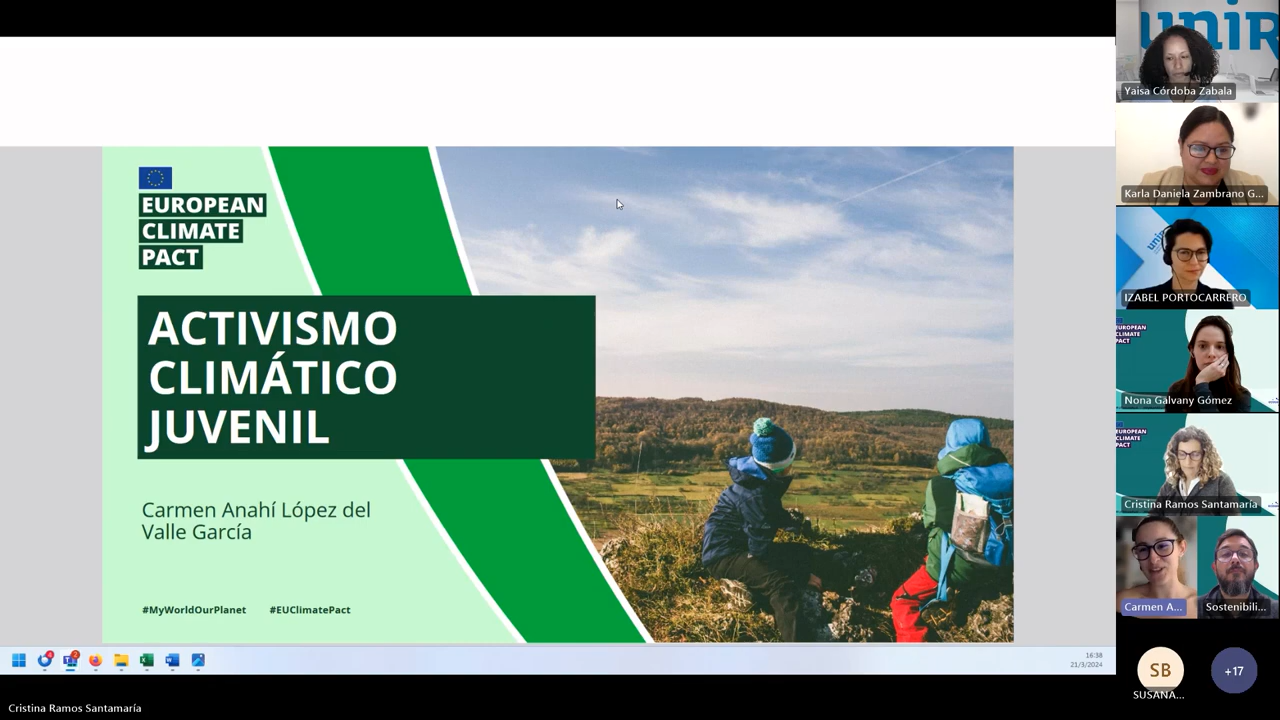 EUROPEAN
CLIMATE
PACT
ACTIVISMO
CLIMÁTICO
JUVENIL
Carmen Anahí López del
Valle García
#MyWorldOurPlanet #EUClimatePact
16:38
21/3/2024
Cristina Ramos Santamaría
unir
Yaisa Córdoba Zabala
Karla Daniela Zambrano G...
unir
IZABEL PORTOCARRERO
EUROPEAN
CLIMATE
PACT
Nona Galvany Gómez
EUROPEAN
CLIMATE
PACT
Cristina Ramos Santamaría
Carmen A...
Sostenibili...
SB
SUSANA...
+17